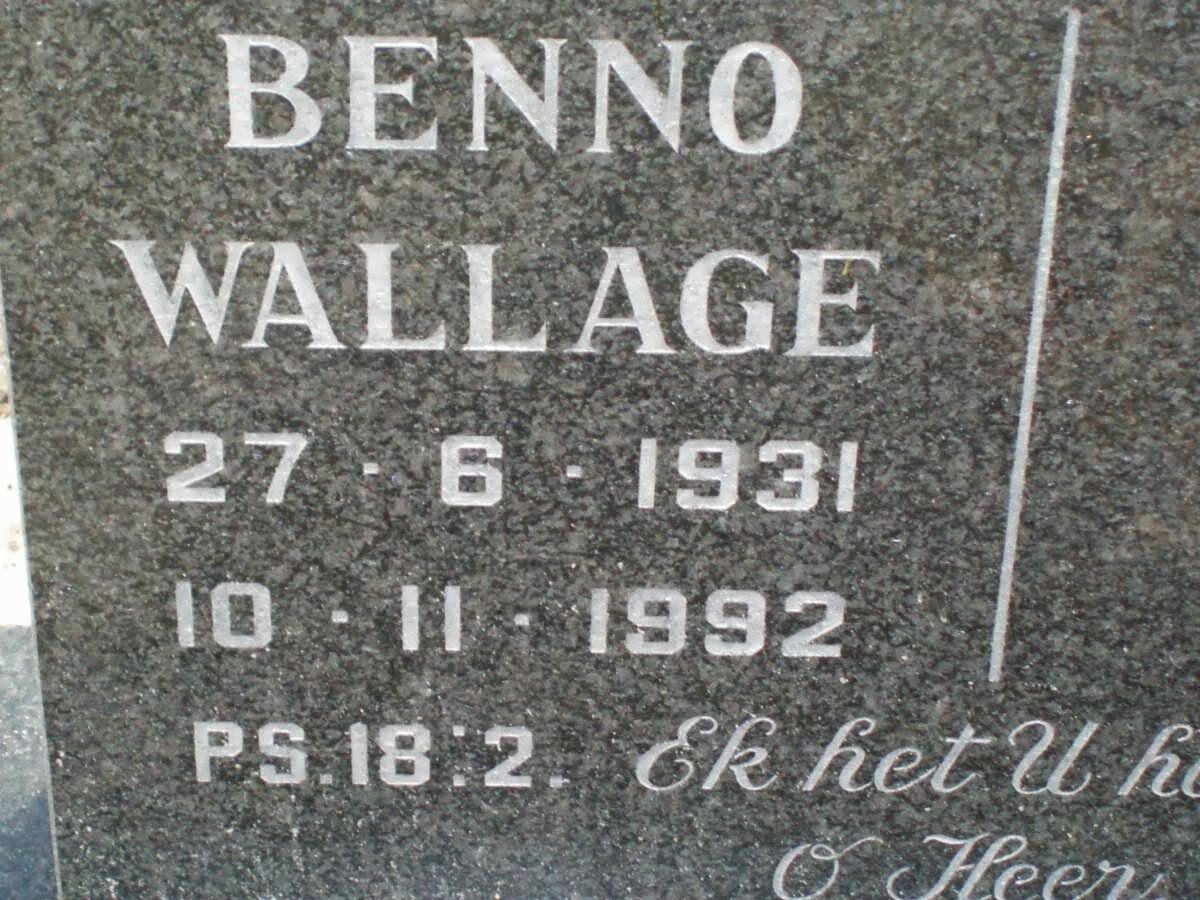 BENNO
WALLAGE
27 · 6 · 1931
10 · 11 · 1992
PS.18:2. Ek het U h
O Heer